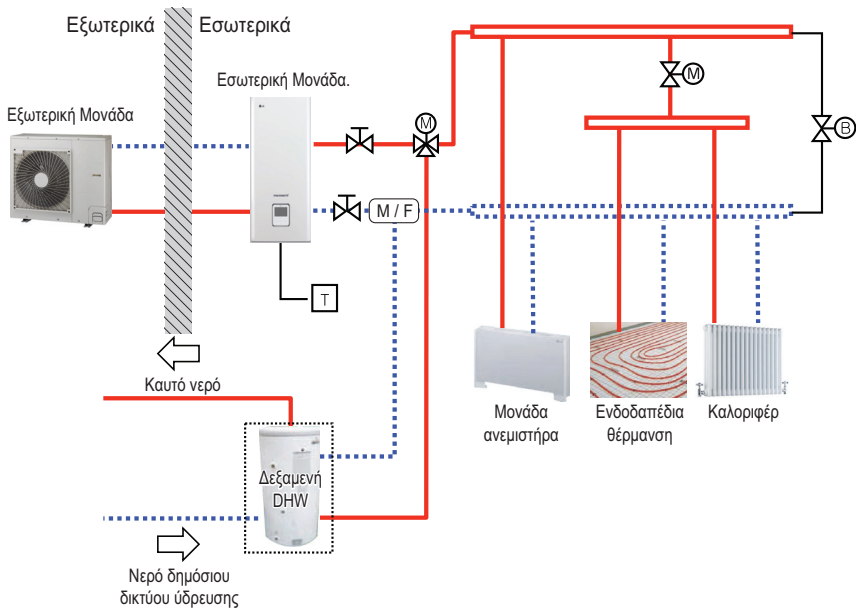 Εξωτερικά
Εσωτερικά
Εσωτερική Μονάδα.
Εξωτερική Μονάδα
M
M
B
M / F
T
Καυτό νερό
Μονάδα
ανεμιστήρα
Ενδοδαπέδια
θέρμανση
Καλοριφέρ
Δεξαμενή
DHW
Νερό δημόσιου
δικτύου ύδρευσης